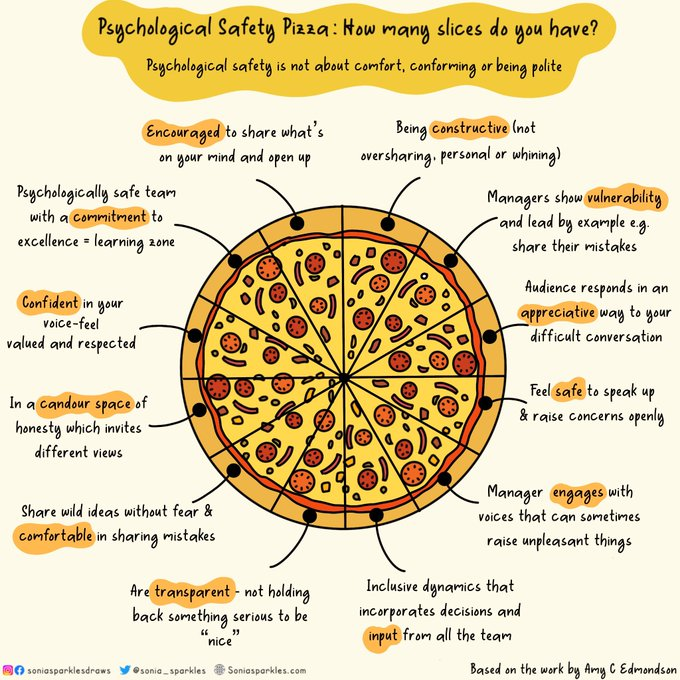 Psychological Safety Pizza: How many slices do you have?
Psychological safety is not about comfort, conforming or being polite
Encouraged to share what's
on your mind and open up
Being constructive (not
oversharing, personal or whining)
Psychologically safe team
with a commitment to
excellence = learning zone
Managers show vulnerability
and lead by example e.g.
share their mistakes
Confident in your
voice-feel
valued and respected
Audience responds in an
appreciative way to your
difficult conversation
In a candour space of
honesty which invites
different views
Feel safe to speak up
& raise concerns openly
Share wild ideas without fear &
comfortable in sharing mistakes
Manager engages with
voices that can sometimes
raise unpleasant things
Are transparent - not holding
back something serious to be
"nice"
Inclusive dynamics that
incorporates decisions and
input from all the team
soniasparklesdraws @sonia_sparkles Soniasparkles.com
Based on the work by Amy C Edmondson